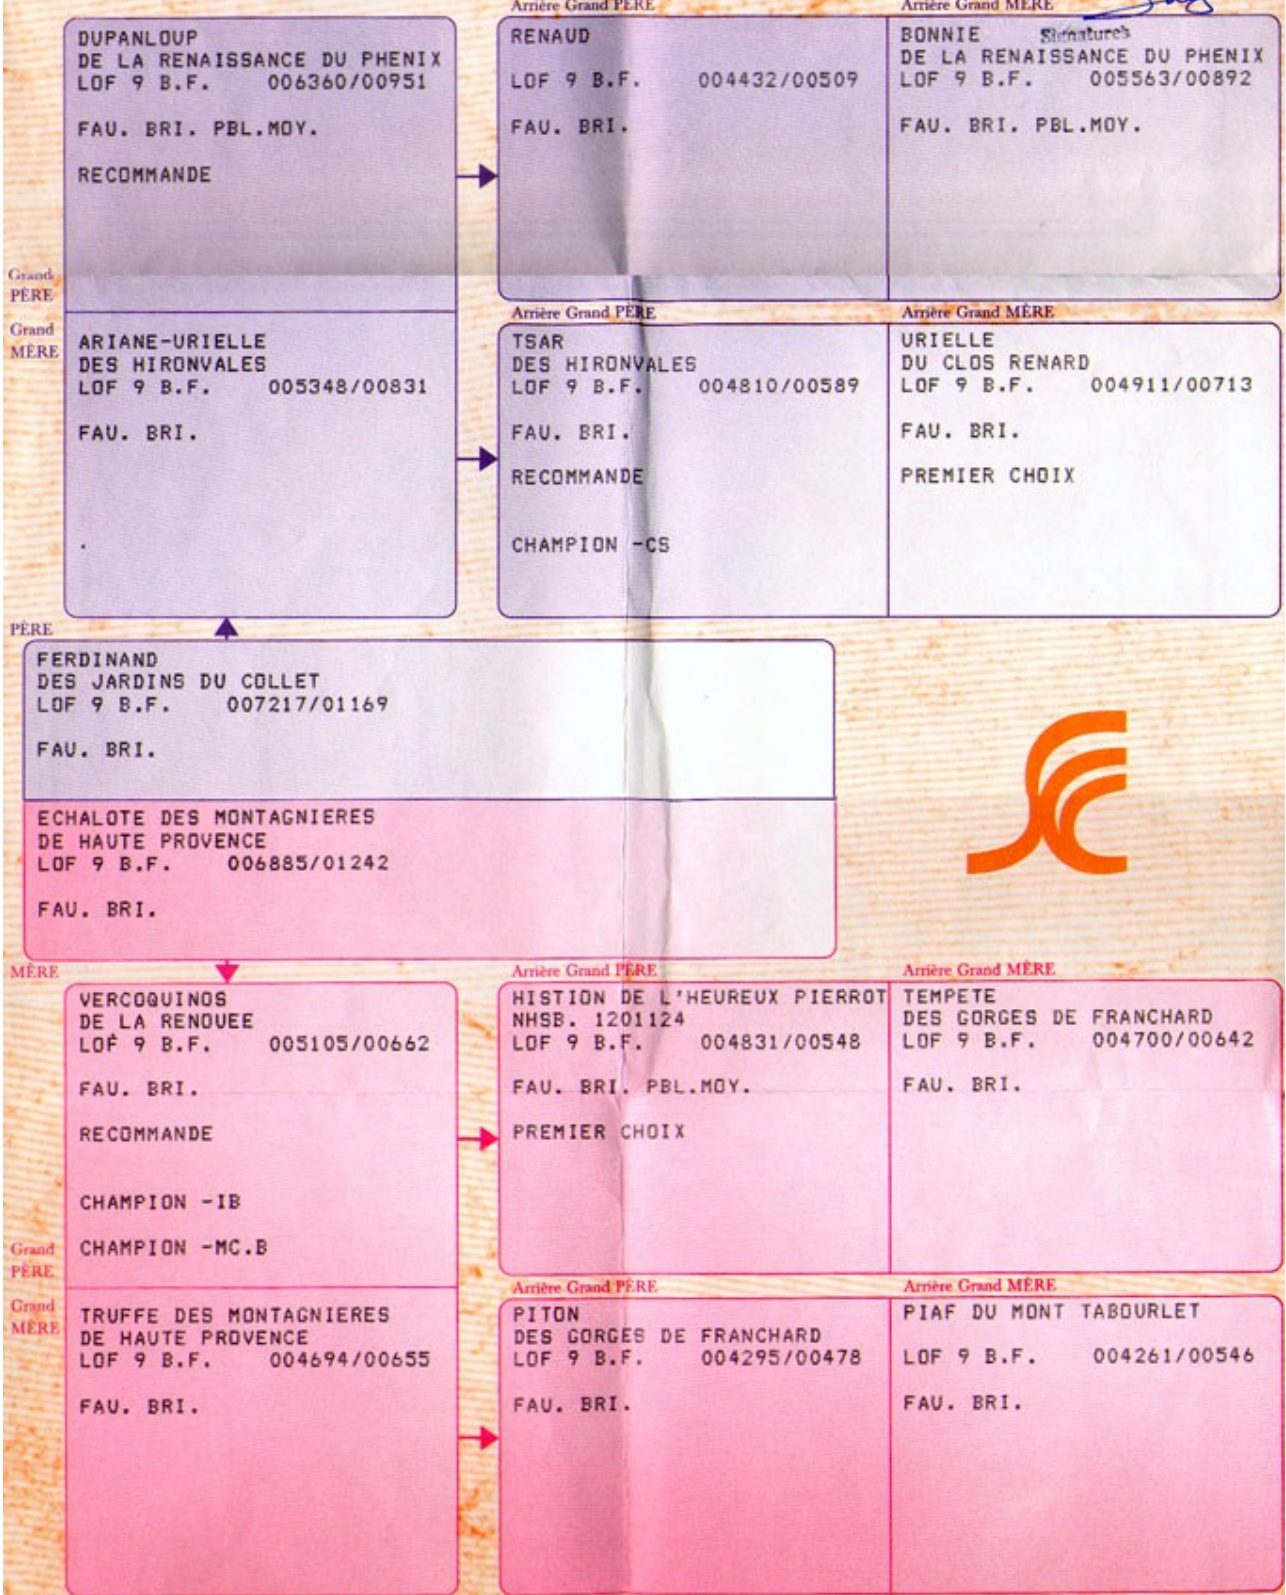 Arrière Grand PÈRE
Arrière Grand MÈRE
DUPANLOUP
DE LA RENAISSANCE DU PHENIX
LOF 9 B.F. 006360/00951
FAU. BRI. PBL.MOY.
RECOMMANDE
RENAUD
LOF 9 B.F. 004432/00509
FAU. BRI.
BONNIE Signatures
DE LA RENAISSANCE DU PHENIX
LOF 9 B.F. 005563/00892
FAU. BRI. PBL.MOY.
Grand
PÈRE
Grand
MÈRE
ARIANE-URIELLE
DES HIRONVALES
LOF 9 B.F. 005348/00831
FAU. BRI.
.
Arrière Grand PÈRE
TSAR
DES HIRONVALES
LOF 9 B.F. 004810/00589
FAU. BRI.
RECOMMANDE
CHAMPION -CS
Arrière Grand MÈRE
URIELLE
DU CLOS RENARD
LOF 9 B.F. 004911/00713
FAU. BRI.
PREMIER CHOIX
PÈRE
FERDINAND
DES JARDINS DU COLLET
LOF 9 B.F. 007217/01169
FAU. BRI.
ECHALOTE DES MONTAGNIERES
DE HAUTE PROVENCE
LOF 9 B.F. 006885/01242
FAU. BRI.
MÈRE
VERCOQUINOS
DE LA RENOUEE
LOF 9 B.F. 005105/00662
FAU. BRI.
RECOMMANDE
CHAMPION -IB
CHAMPION -MC.B
Arrière Grand PÈRE
HISTION DE L'HEUREUX PIERROT
NHSB. 1201124
LOF 9 B.F. 004831/00548
FAU. BRI. PBL.MOY.
PREMIER CHOIX
Arrière Grand MÈRE
TEMPETE
DES GORGES DE FRANCHARD
LOF 9 B.F. 004700/00642
FAU. BRI.
Grand
PÈRE
Grand
MÈRE
TRUFFE DES MONTAGNIERES
DE HAUTE PROVENCE
LOF 9 B.F. 004694/00655
FAU. BRI.
Arrière Grand PÈRE
PITON
DES GORGES DE FRANCHARD
LOF 9 B.F. 004295/00478
FAU. BRI.
Arrière Grand MÈRE
PIAF DU MONT TABOURLET
LOF 9 B.F. 004261/00546
FAU. BRI.